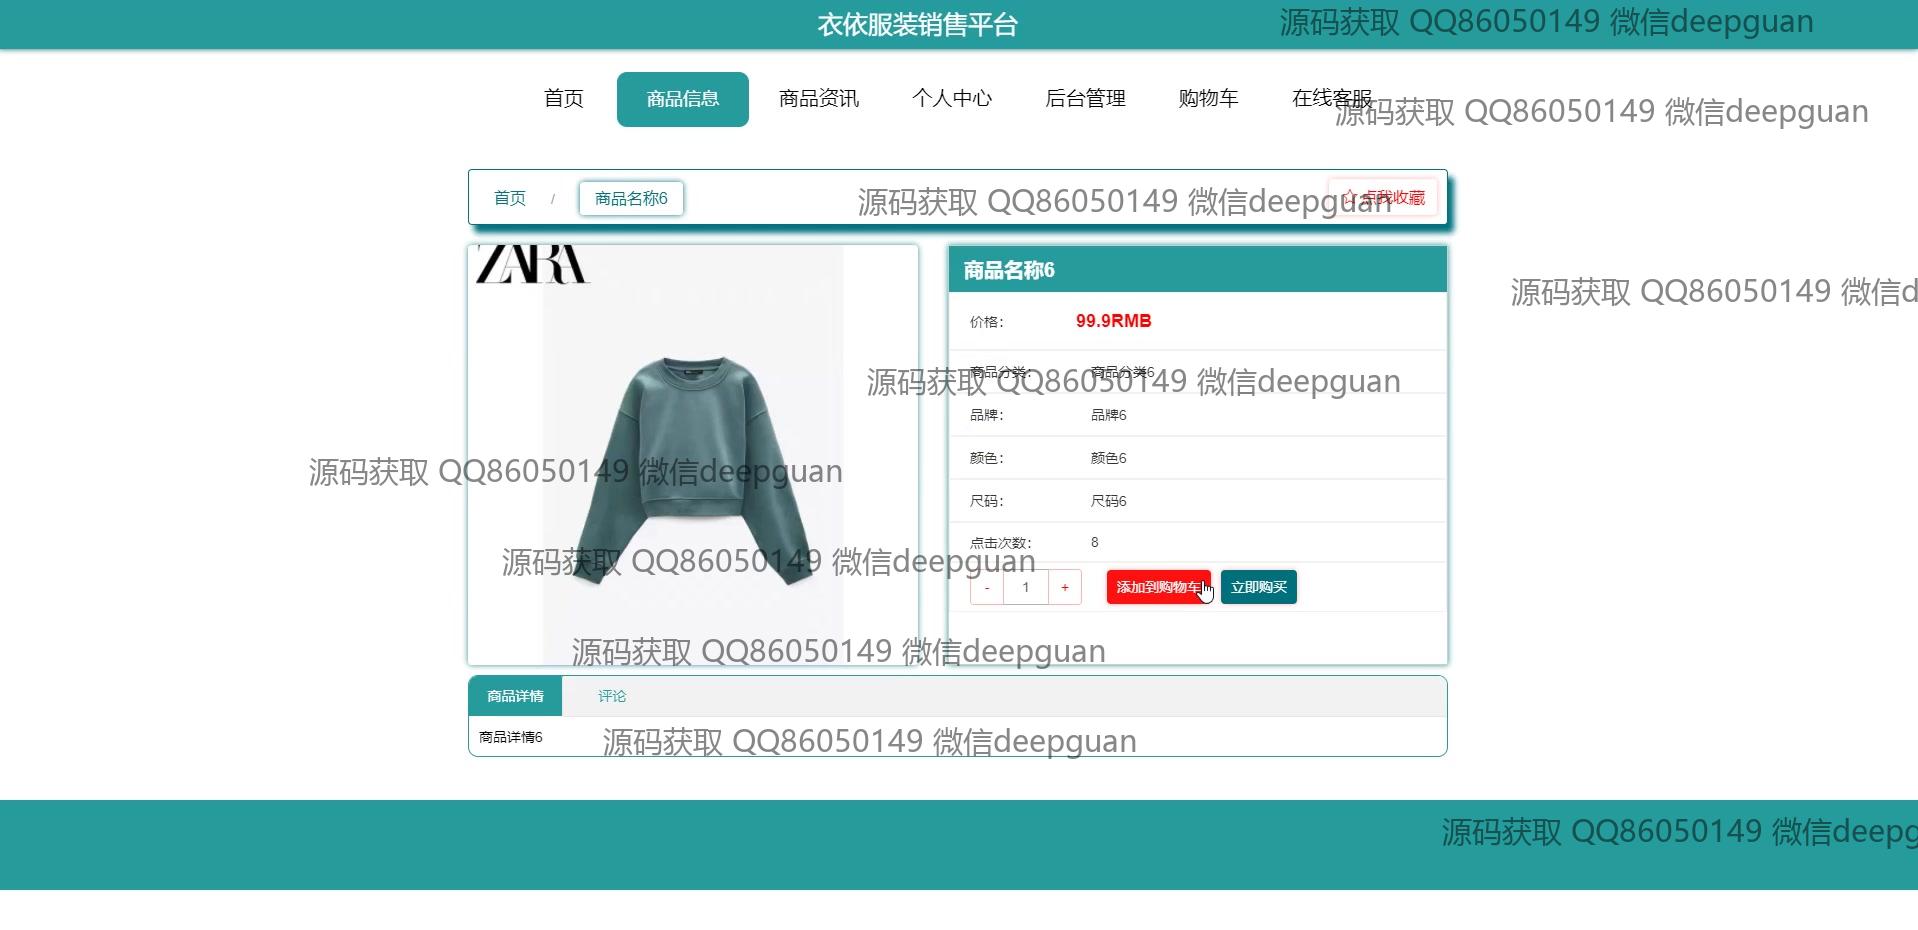 衣依服装销售平台
源码获取 QQ86050149 微信deepguan
首页 商品信息 商品资讯 个人中心 后台管理 购物车 在线客服
源码获取 QQ86050149 微信deepguan
首页 / 商品名称6
源码获取 QQ86050149 微信deepguan
☆ 点我收藏
ZARA
商品名称6
源码获取 QQ86050149 微信d
价格: 99.9RMB
商品分类: 商品分类6
源码获取 QQ86050149 微信deepguan
品牌: 品牌6
颜色: 颜色6
源码获取 QQ86050149 微信deepguan
尺码: 尺码6
点击次数: 8
源码获取 QQ86050149 微信deepguan
- 1 + 添加到购物车 立即购买
源码获取 QQ86050149 微信deepguan
商品详情 评论
商品详情6
源码获取 QQ86050149 微信deepguan
源码获取 QQ86050149 微信deepg